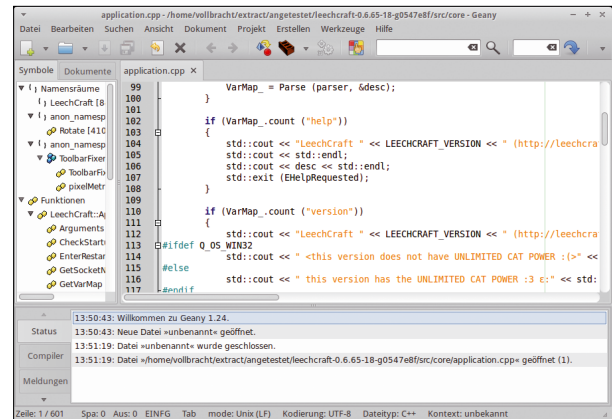 application.cpp - /home/vollbracht/extract/angetestet/leechcraft-0.6.65-18-g0547e8f/src/core - Geany
Datei Bearbeiten Suchen Ansicht Dokument Projekt Erstellen Werkzeuge Hilfe
Symbole Dokumente application.cpp ×
Namensräume
LeechCraft [8
anon_namesp
Rotate [410
anon_namesp
ToolbarFixer
ToolbarFix
pixelMetr
Funktionen
LeechCraft::Ap
Arguments
CheckStart
EnterRestar
GetSocketN
GetVarMap
99 VarMap_ = Parse (parser, &desc);
100 }
101
102 if (VarMap_.count ("help"))
103 {
104 std::cout << "LeechCraft " << LEECHCRAFT_VERSION << " (http://leechcra
105 std::cout << std::endl;
106 std::cout << desc << std::endl;
107 std::exit (EHelpRequested);
108 }
109
110 if (VarMap_.count ("version"))
111 {
112 std::cout << "LeechCraft " << LEECHCRAFT_VERSION << " (http://leechcra
113 #ifdef Q_OS_WIN32
114 std::cout << " <this version does not have UNLIMITED CAT POWER :(>" <<
115 #else
116 std::cout << " this version has the UNLIMITED CAT POWER :3 ε:" << std:
117 #endif
Status
Compiler
Meldungen
13:50:43: Willkommen zu Geany 1.24.
13:50:43: Neue Datei »unbenannt« geöffnet.
13:51:19: Datei »unbenannt« wurde geschlossen.
13:51:19: Datei »/home/vollbracht/extract/angetestet/leechcraft-0.6.65-18-g0547e8f/src/core/application.cpp« geöffnet (1).
Zeile: 1 / 601 Spa: 0 Aus: 0 EINFG Tab mode: Unix (LF) Kodierung: UTF-8 Dateityp: C++ Kontext: unbekannt